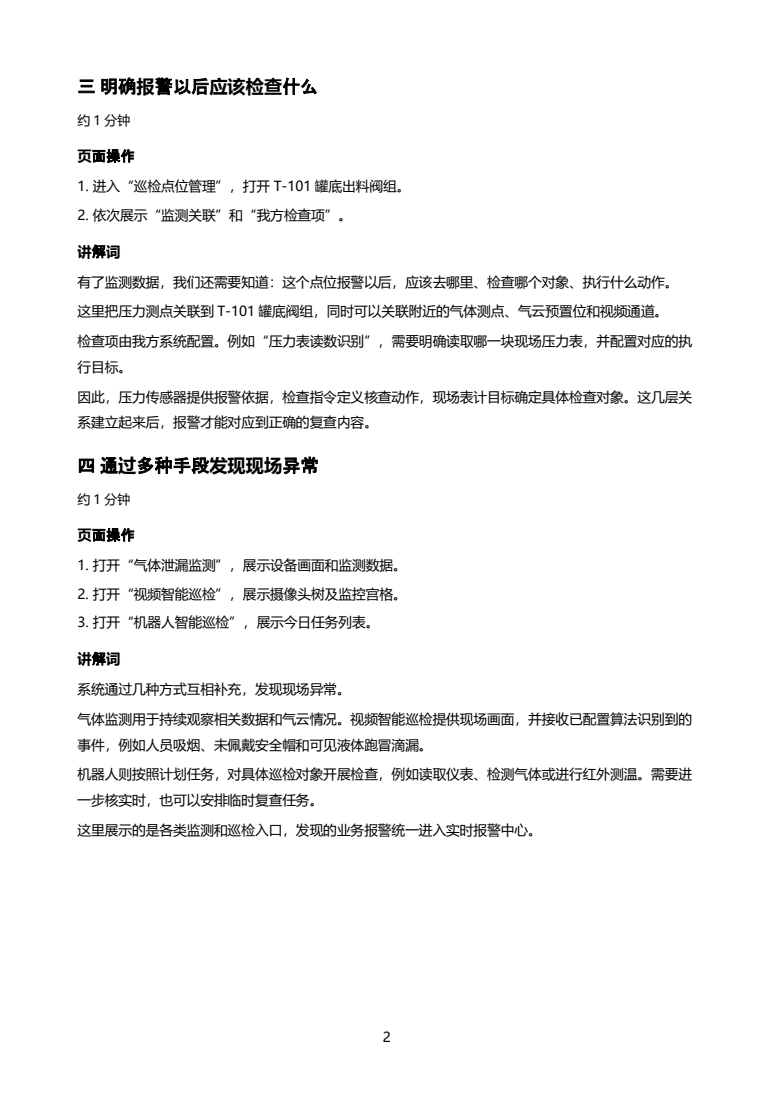 三 明确报警以后应该检查什么
约 1 分钟
页面操作
1. 进入“巡检点位管理”，打开 T-101 罐底出料阀组。
2. 依次展示“监测关联”和“我方检查项”。
讲解词
有了监测数据，我们还需要知道：这个点位报警以后，应该去哪里、检查哪个对象、执行什么动作。
这里把压力测点关联到 T-101 罐底阀组，同时可以关联附近的气体测点、气云预置位和视频通道。
检查项由我方系统配置。例如“压力表读数识别”，需要明确读取哪一块现场压力表，并配置对应的执
行目标。
因此，压力传感器提供报警依据，检查指令定义核查动作，现场表计目标确定具体检查对象。这几层关
系建立起来后，报警才能对应到正确的复查内容。
四 通过多种手段发现现场异常
约 1 分钟
页面操作
1. 打开“气体泄漏监测”，展示设备画面和监测数据。
2. 打开“视频智能巡检”，展示摄像头树及监控宫格。
3. 打开“机器人智能巡检”，展示今日任务列表。
讲解词
系统通过几种方式互相补充，发现现场异常。
气体监测用于持续观察相关数据和气云情况。视频智能巡检提供现场画面，并接收已配置算法识别到的
事件，例如人员吸烟、未佩戴安全帽和可见液体跑冒滴漏。
机器人则按照计划任务，对具体巡检对象开展检查，例如读取仪表、检测气体或进行红外测温。需要进
一步核实时，也可以安排临时复查任务。
这里展示的是各类监测和巡检入口，发现的业务报警统一进入实时报警中心。
2